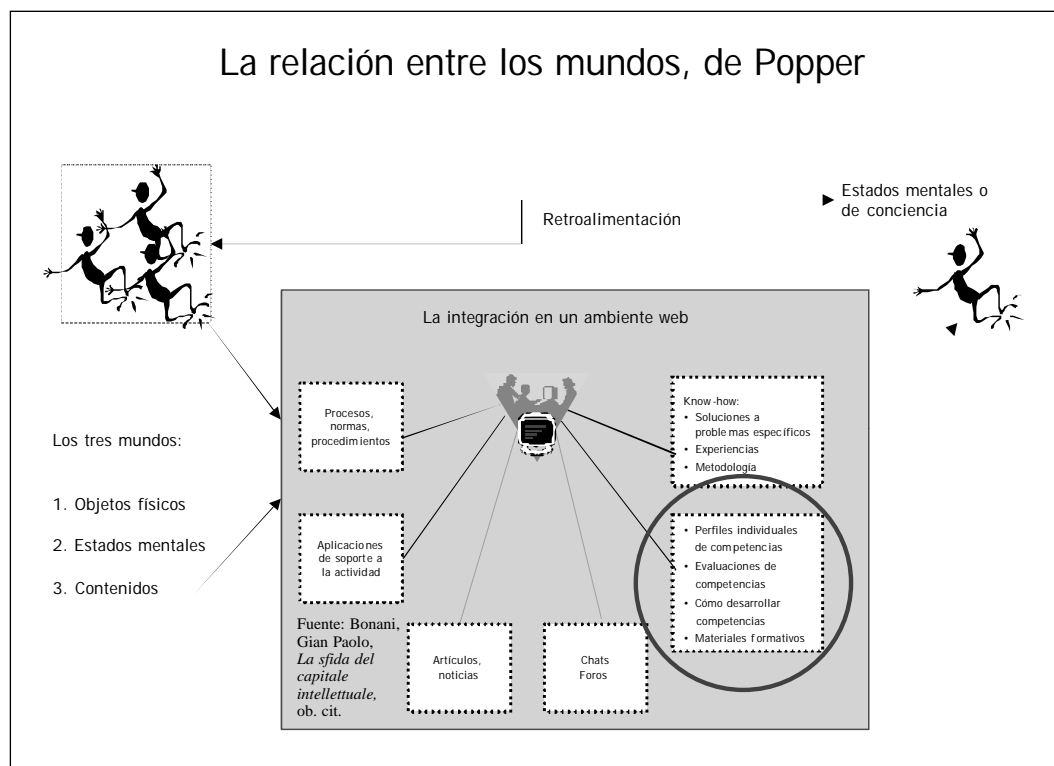 La relación entre los mundos, de Popper
Estados mentales o
de conciencia
Retroalimentación
La integración en un ambiente web
Procesos,
normas,
procedimientos
Know-how:
• Soluciones a
problemas específicos
• Experiencias
• Metodología
Los tres mundos:
1. Objetos físicos
2. Estados mentales
3. Contenidos
Aplicaciones
de soporte a
la actividad
• Perfiles individuales
de competencias
• Evaluaciones de
competencias
• Cómo desarrollar
competencias
• Materiales formativos
Fuente: Bonani,
Gian Paolo,
La sfida del
capitale
intellettuale,
ob. cit.
Artículos,
noticias
Chats
Foros